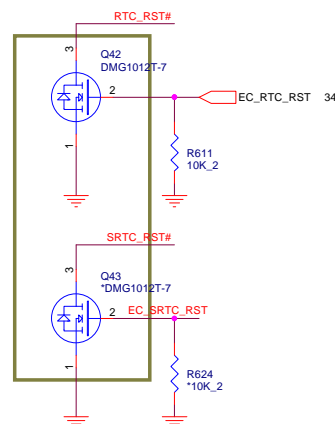 RTC_RST#
3
Q42
DMG1012T-7
2
EC_RTC_RST 34
1
R611
10K_2
SRTC_RST#
3
Q43
*DMG1012T-7
2
EC_SRTC_RST
1
R624
*10K_2